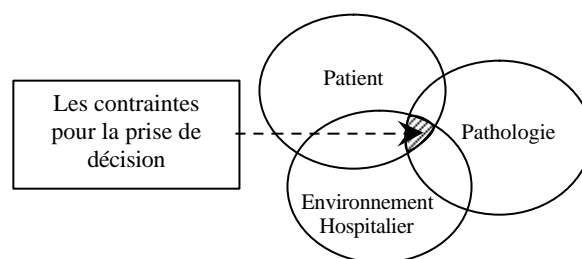 Patient
Les contraintes
pour la prise de
décision
Pathologie
Environnement
Hospitalier